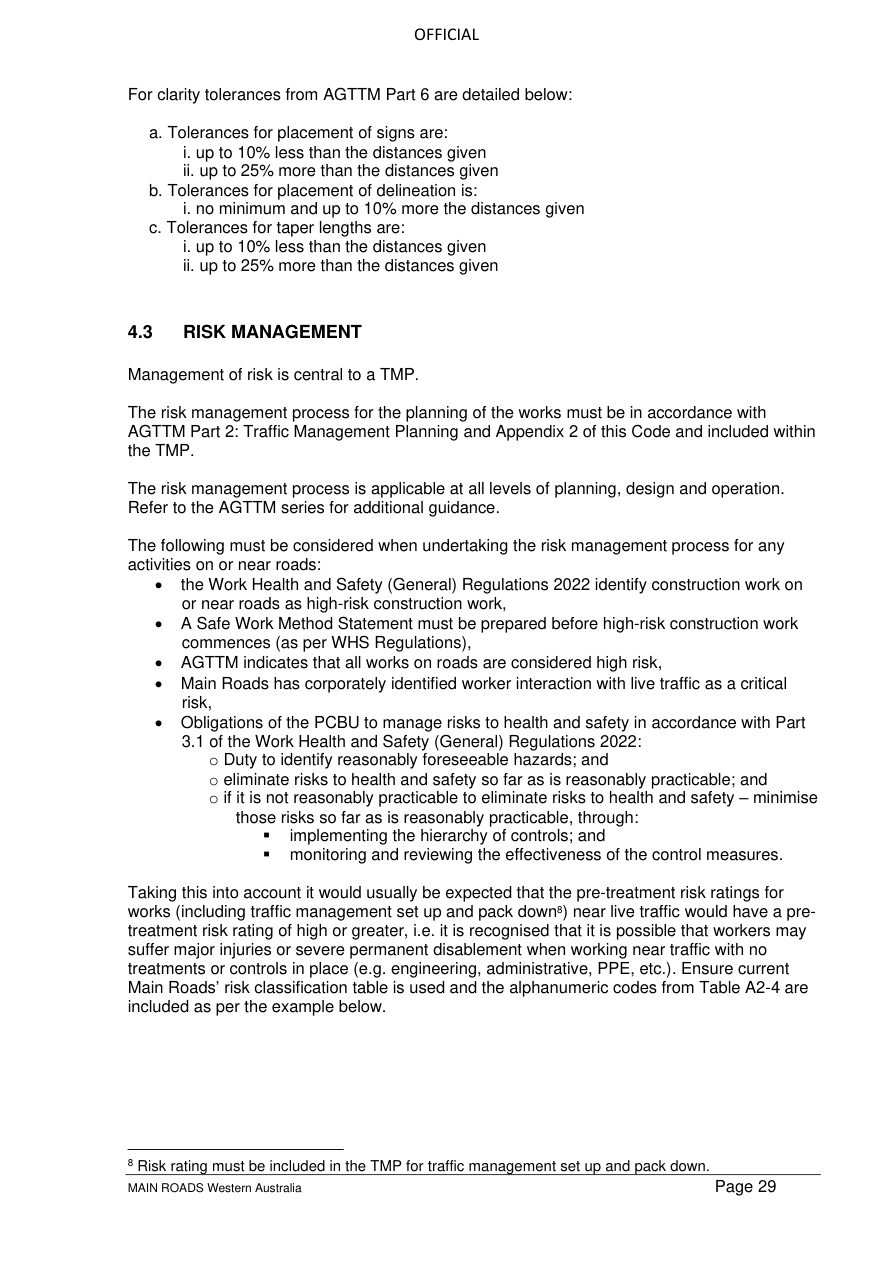 OFFICIAL
For clarity tolerances from AGTTM Part 6 are detailed below:
a. Tolerances for placement of signs are:
i. up to 10% less than the distances given
ii. up to 25% more than the distances given
b. Tolerances for placement of delineation is:
i. no minimum and up to 10% more the distances given
c. Tolerances for taper lengths are:
i. up to 10% less than the distances given
ii. up to 25% more than the distances given
4.3 RISK MANAGEMENT
Management of risk is central to a TMP.
The risk management process for the planning of the works must be in accordance with
AGTTM Part 2: Traffic Management Planning and Appendix 2 of this Code and included within
the TMP.
The risk management process is applicable at all levels of planning, design and operation.
Refer to the AGTTM series for additional guidance.
The following must be considered when undertaking the risk management process for any
activities on or near roads:
• the Work Health and Safety (General) Regulations 2022 identify construction work on
or near roads as high-risk construction work,
• A Safe Work Method Statement must be prepared before high-risk construction work
commences (as per WHS Regulations),
• AGTTM indicates that all works on roads are considered high risk,
• Main Roads has corporately identified worker interaction with live traffic as a critical
risk,
• Obligations of the PCBU to manage risks to health and safety in accordance with Part
3.1 of the Work Health and Safety (General) Regulations 2022:
○ Duty to identify reasonably foreseeable hazards; and
○ eliminate risks to health and safety so far as is reasonably practicable; and
○ if it is not reasonably practicable to eliminate risks to health and safety – minimise
those risks so far as is reasonably practicable, through:
▪ implementing the hierarchy of controls; and
▪ monitoring and reviewing the effectiveness of the control measures.
Taking this into account it would usually be expected that the pre-treatment risk ratings for
works (including traffic management set up and pack down⁸) near live traffic would have a pre-
treatment risk rating of high or greater, i.e. it is recognised that it is possible that workers may
suffer major injuries or severe permanent disablement when working near traffic with no
treatments or controls in place (e.g. engineering, administrative, PPE, etc.). Ensure current
Main Roads’ risk classification table is used and the alphanumeric codes from Table A2-4 are
included as per the example below.
⁸ Risk rating must be included in the TMP for traffic management set up and pack down.
MAIN ROADS Western Australia Page 29